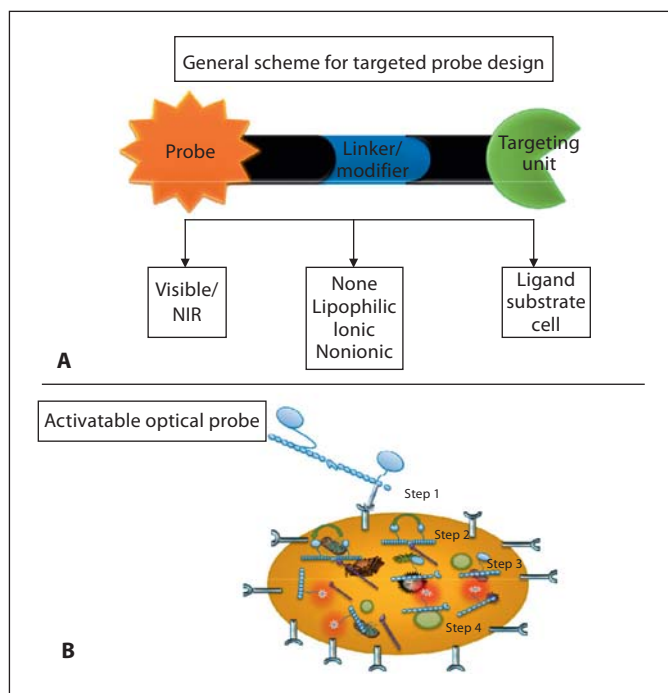 General scheme for targeted probe design
Probe
Linker/
modifier
Targeting
unit
Visible/
NIR
None
Lipophilic
Ionic
Nonionic
Ligand
substrate
cell
A
Activatable optical probe
Step 1
Step 2
Step 3
Step 4
B